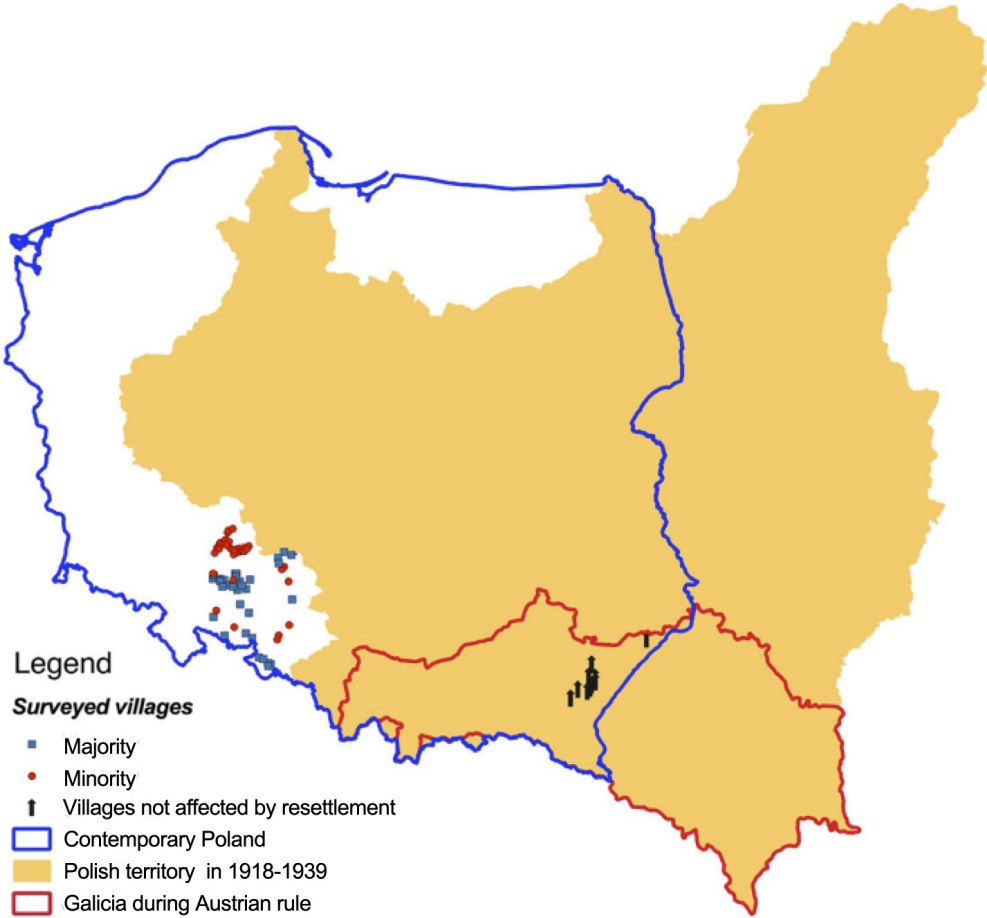 Legend
Surveyed villages
Majority
Minority
Villages not affected by resettlement
Contemporary Poland
Polish territory in 1918-1939
Galicia during Austrian rule